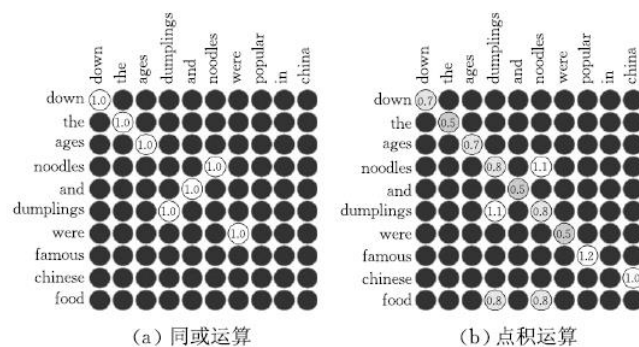 down the ages dumplings and noodles were popular in china
down the ages dumplings and noodles were popular in china
down 1.0
down 0.7
the 1.0
the 0.5
ages 1.0
ages 0.7
noodles 1.0
noodles 0.8 1.1
and 1.0
and 0.5
dumplings 1.0
dumplings 1.1 0.8
were 1.0
were 0.5
famous
famous 1.2
chinese
chinese 1.0
food
food 0.8 0.8
(a) 同或运算
(b) 点积运算